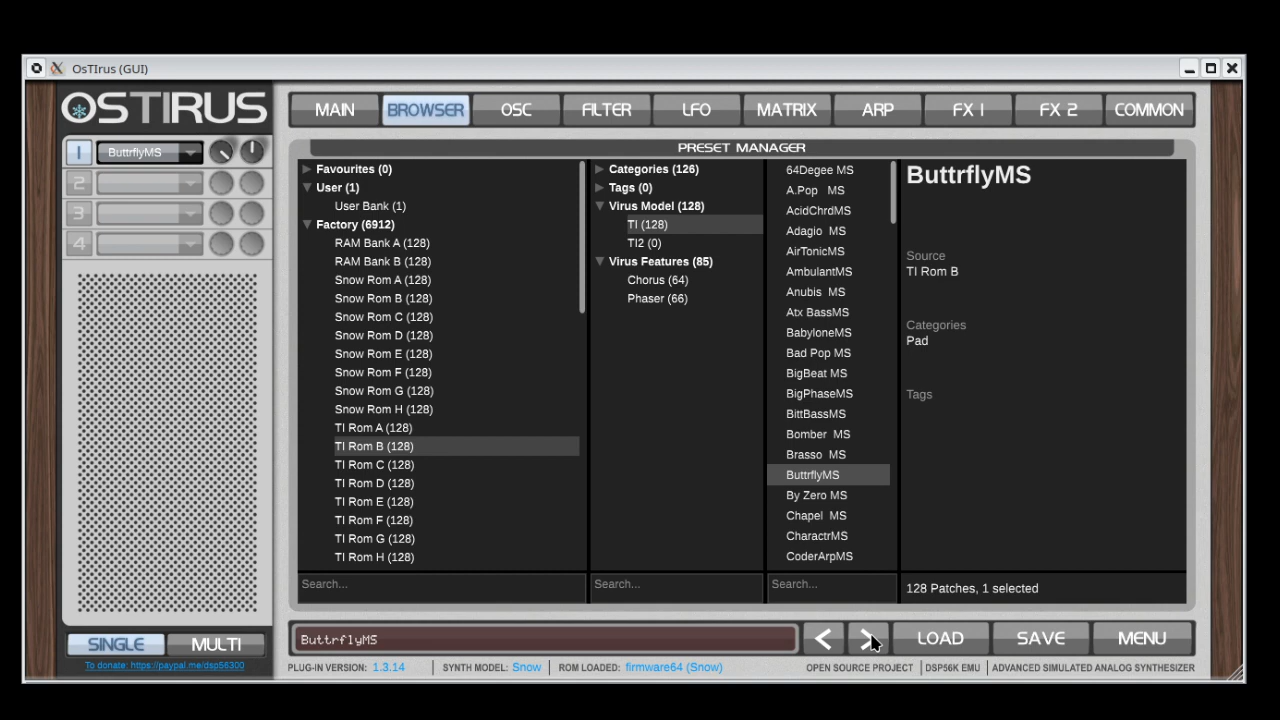 OsTIrus (GUI)
OSTIRUS
1 ButtrflyMS
2
3
4
SINGLE MULTI
To donate: https://paypal.me/dsp56300
MAIN BROWSER OSC FILTER LFO MATRIX ARP FX 1 FX 2 COMMON
PRESET MANAGER
Favourites (0)
User (1)
User Bank (1)
Factory (6912)
RAM Bank A (128)
RAM Bank B (128)
Snow Rom A (128)
Snow Rom B (128)
Snow Rom C (128)
Snow Rom D (128)
Snow Rom E (128)
Snow Rom F (128)
Snow Rom G (128)
Snow Rom H (128)
TI Rom A (128)
TI Rom B (128)
TI Rom C (128)
TI Rom D (128)
TI Rom E (128)
TI Rom F (128)
TI Rom G (128)
TI Rom H (128)
Search...
Categories (126)
Tags (0)
Virus Model (128)
TI (128)
TI2 (0)
Virus Features (85)
Chorus (64)
Phaser (66)
Search...
64Degee MS
A.Pop MS
AcidChrdMS
Adagio MS
AirTonicMS
AmbulantMS
Anubis MS
Atx BassMS
BabyloneMS
Bad Pop MS
BigBeat MS
BigPhaseMS
BittBassMS
Bomber MS
Brasso MS
ButtrflyMS
By Zero MS
Chapel MS
CharactrMS
CoderArpMS
Search...
ButtrflyMS
Source
TI Rom B
Categories
Pad
Tags
128 Patches, 1 selected
ButtrflyMS < > LOAD SAVE MENU
PLUG-IN VERSION: 1.3.14 SYNTH MODEL: Snow ROM LOADED: firmware64 (Snow) OPEN SOURCE PROJECT DSP56K EMU ADVANCED SIMULATED ANALOG SYNTHESIZER